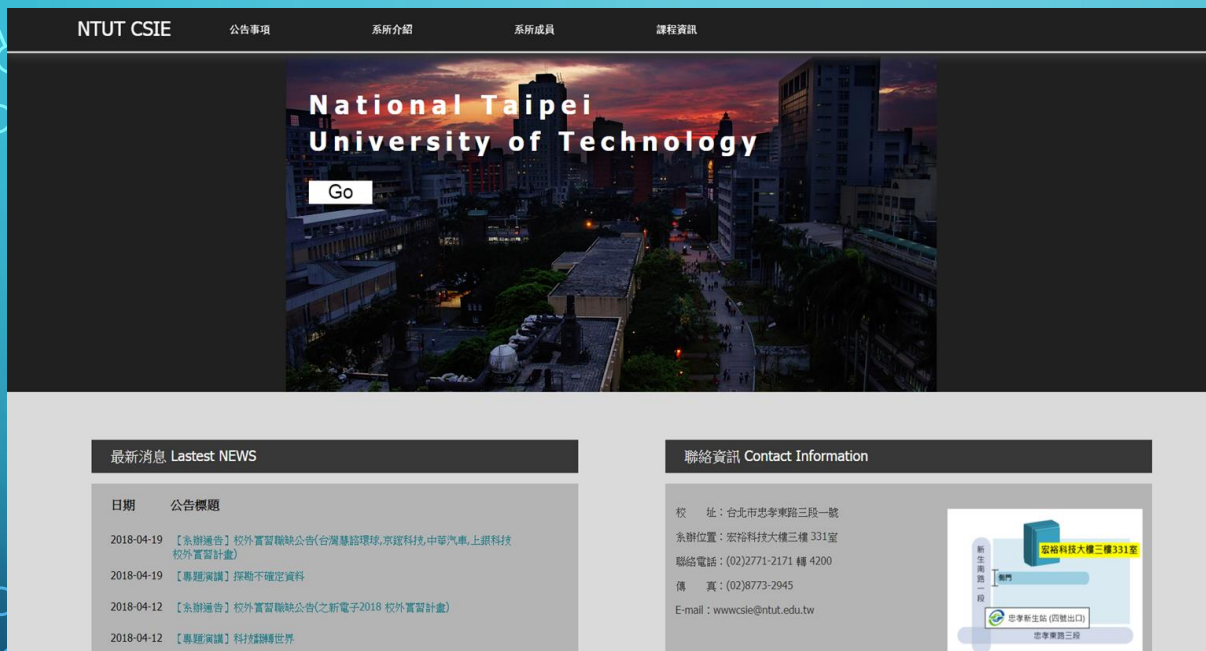 NTUT CSIE 公告事項 系所介紹 系所成員 課程資訊
National Taipei
University of Technology
Go
最新消息 Lastest NEWS
日期 公告標題
2018-04-19 【系辦通告】校外實習職缺公告(台灣慧諮環球,京鎧科技,中華汽車,上銀科技
校外實習計畫)
2018-04-19 【專題演講】探勘不確定資料
2018-04-12 【系辦通告】校外實習職缺公告(之新電子2018 校外實習計畫)
2018-04-12 【專題演講】科技翻轉世界
聯絡資訊 Contact Information
校 址：台北市忠孝東路三段一號
系辦位置：宏裕科技大樓三樓 331室
聯絡電話：(02)2771-2171 轉 4200
傳 真：(02)8773-2945
E-mail：wwwcsie@ntut.edu.tw
宏裕科技大樓三樓331室
新生南路一段
側門
忠孝新生站 (四號出口)
忠孝東路三段